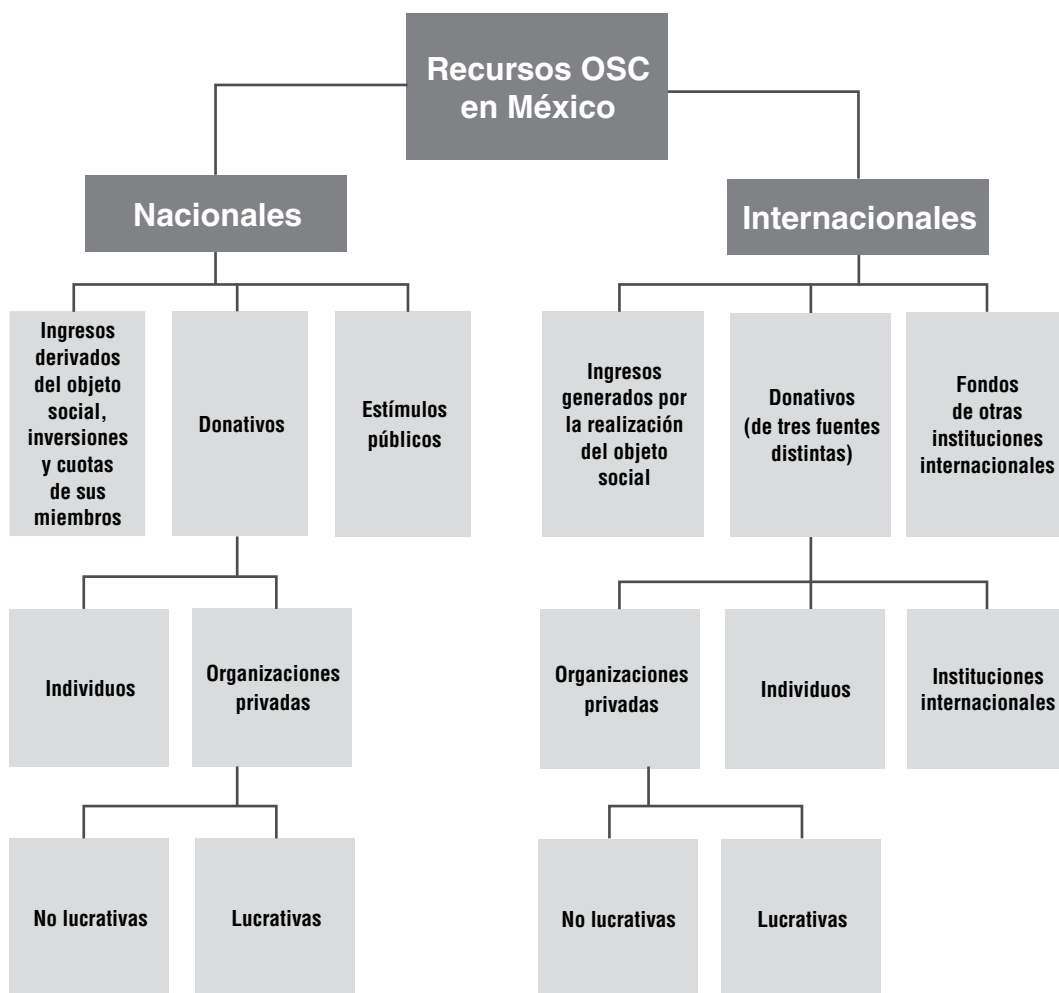 Recursos OSC
en México
Nacionales
Internacionales
Ingresos
derivados
del objeto
social,
inversiones
y cuotas
de sus
miembros
Donativos
Estímulos
públicos
Ingresos
generados por
la realización
del objeto
social
Donativos
(de tres fuentes
distintas)
Fondos
de otras
instituciones
internacionales
Individuos
Organizaciones
privadas
Organizaciones
privadas
Individuos
Instituciones
internacionales
No lucrativas
Lucrativas
No lucrativas
Lucrativas